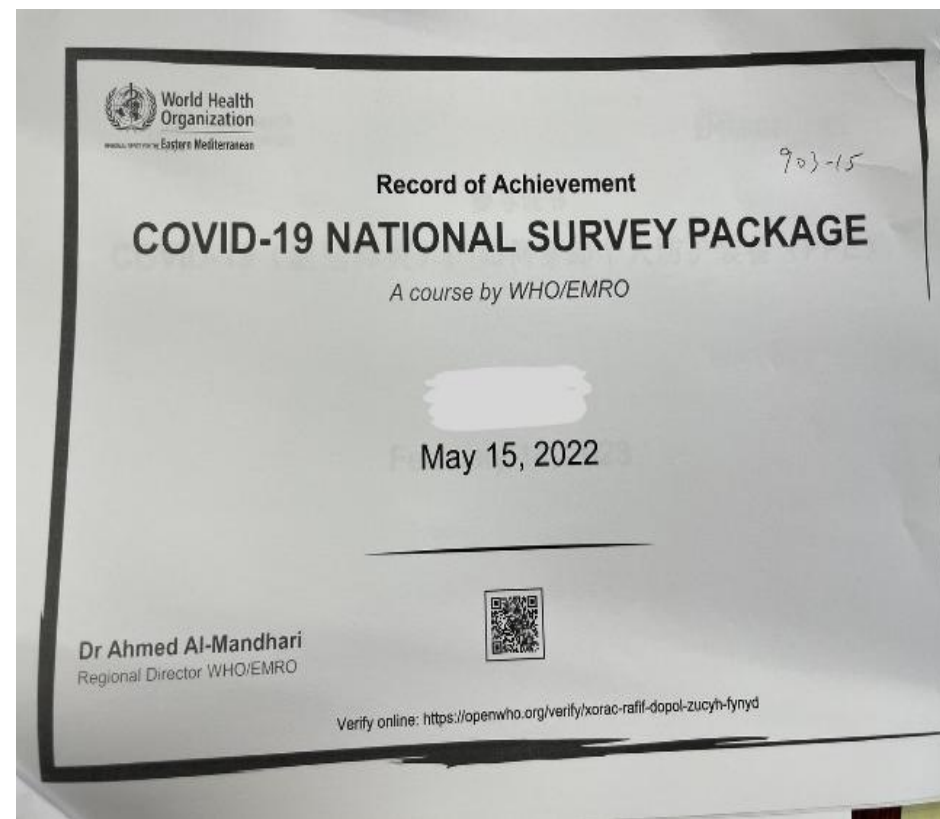 World Health
Organization
Eastern Mediterranean
903-15
Record of Achievement
COVID-19 NATIONAL SURVEY PACKAGE
A course by WHO/EMRO
May 15, 2022
Dr Ahmed Al-Mandhari
Regional Director WHO/EMRO
Verify online: https://openwho.org/verify/xorac-rafif-dopol-zucyh-fynyd